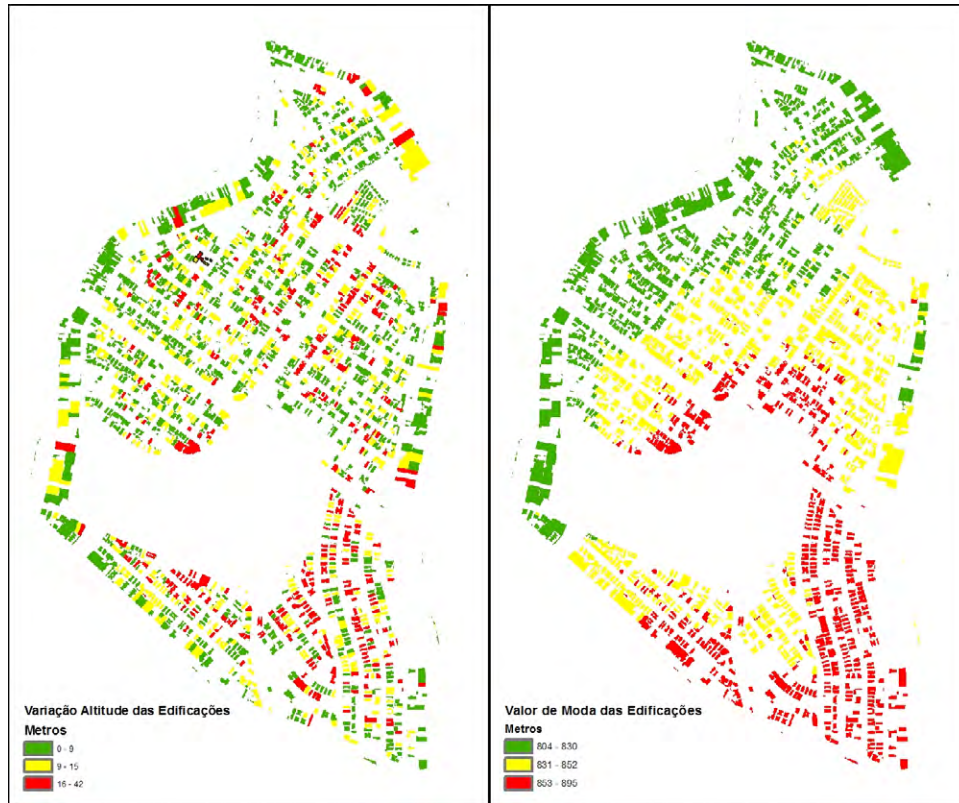 Variação Altitude das Edificações
Metros
0 - 9
9 - 15
16 - 42
Valor de Moda das Edificações
Metros
804 - 830
831 - 852
853 - 895